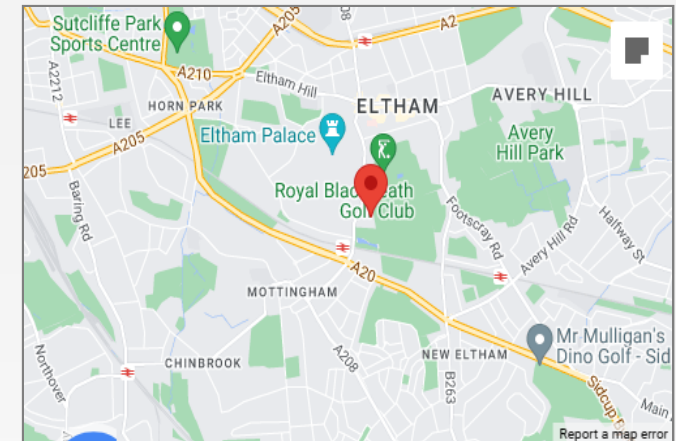 Sutcliffe Park
Sports Centre
A205
08
A2
A2212
A210
Eltham Hill
HORN PARK
ELTHAM
AVERY HILL
LEE
A205
Eltham Palace
Avery
Hill Park
205
Baring Rd
Royal Blackheath
Golf Club
Footscray Rd
Avery Hill Rd
Halfway St
A20
MOTTINGHAM
Mr Mulligan's
Dino Golf - Sid
NEW ELTHAM
A208
CHINBROOK
B263
Northover
Sidcup
Main
Report a map error